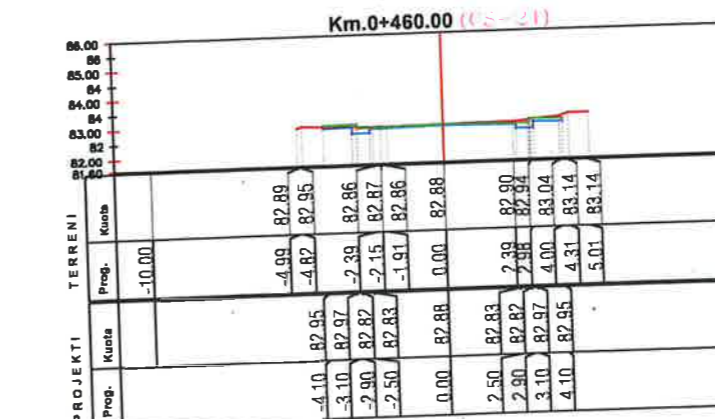 Km.0+460.00 (CS-21)
86.00
86
85.00
84
84.00
84
83.00
82
82.00
81.60
TERRENI
Kuota
82.89 82.95 82.86 82.87 82.86 82.88 82.90 82.94 83.04 83.14 83.14
Prog.
-10.00 -4.99 -4.82 -2.39 -2.15 -1.91 0.00 2.39 2.98 4.00 4.31 5.01
PROJEKTI
Kuota
82.95 82.97 82.82 82.83 82.88 82.83 82.82 82.97 82.95
Prog.
-4.10 -3.10 -2.90 -2.50 0.00 2.50 2.90 3.10 4.10